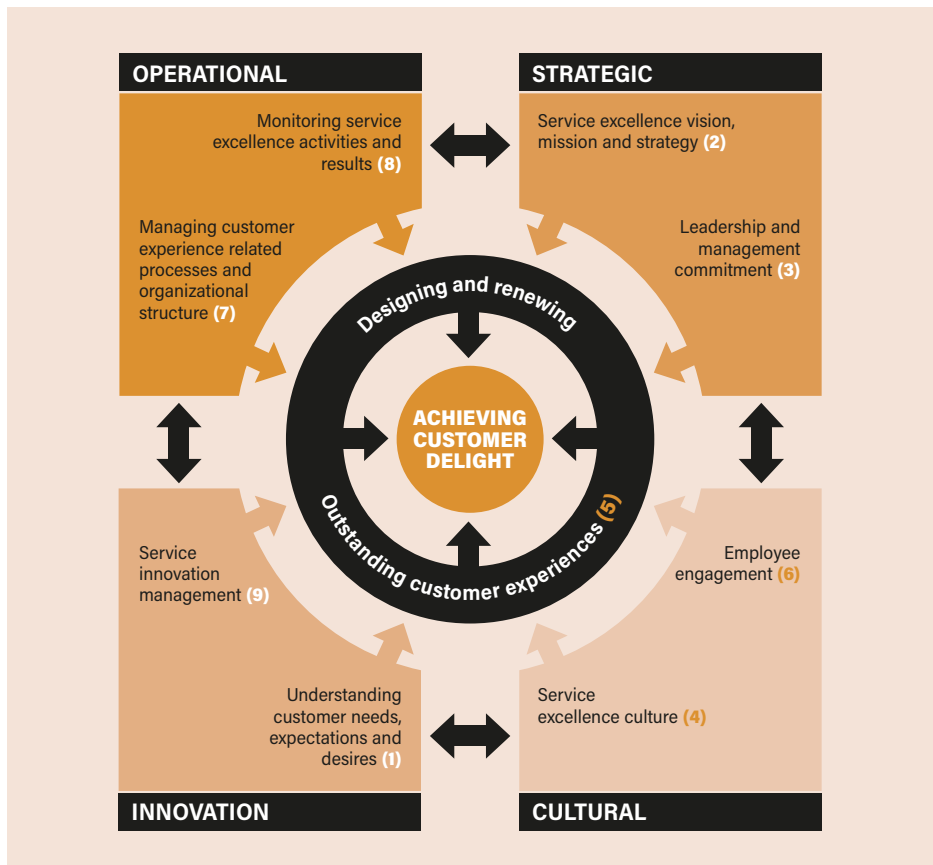 OPERATIONAL
Monitoring service
excellence activities and
results (8)
Managing customer
experience related
processes and
organizational
structure (7)
STRATEGIC
Service excellence vision,
mission and strategy (2)
Leadership and
management
commitment (3)
Designing and renewing
ACHIEVING
CUSTOMER
DELIGHT
Outstanding customer experiences (5)
Service
innovation
management (9)
Understanding
customer needs,
expectations and
desires (1)
INNOVATION
Employee
engagement (6)
Service
excellence culture (4)
CULTURAL